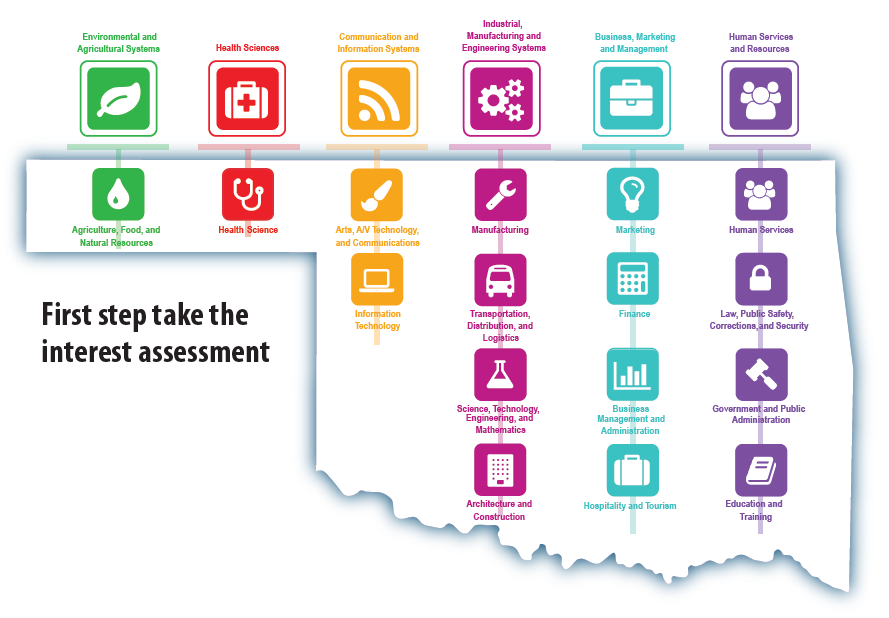 Environmental and
Agricultural Systems
Health Sciences
Communication and
Information Systems
Industrial,
Manufacturing and
Engineering Systems
Business, Marketing
and Management
Human Services
and Resources
Agriculture, Food, and
Natural Resources
Health Science
Arts, A/V Technology,
and Communications
Manufacturing
Marketing
Human Services
Information
Technology
Transportation,
Distribution, and
Logistics
Finance
Law, Public Safety,
Corrections, and Security
First step take the
interest assessment
Science, Technology,
Engineering, and
Mathematics
Business
Management and
Administration
Government and Public
Administration
Architecture and
Construction
Hospitality and Tourism
Education and
Training